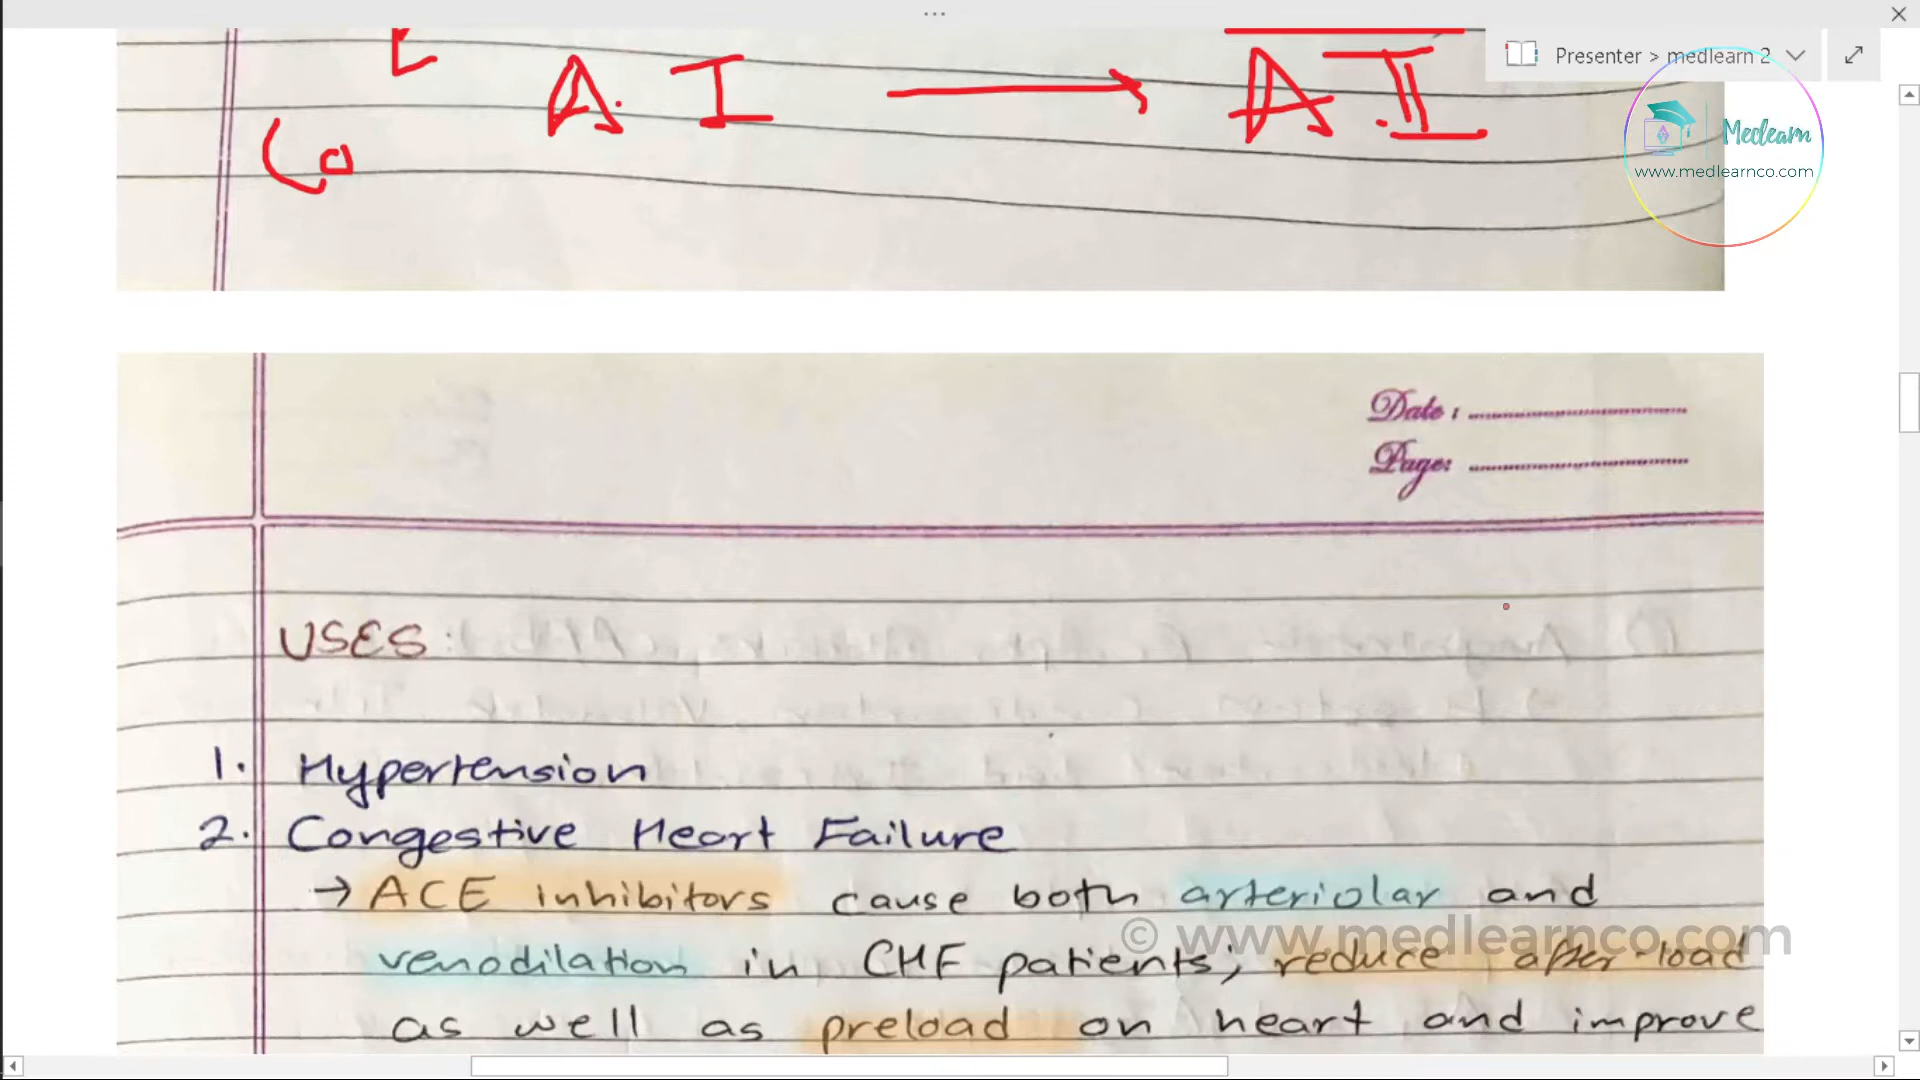 Presenter > medlearn 2
A. I → A.II
Medlearn
www.medlearnco.com
Date :
Page:
USES:
1. Hypertension
2. Congestive Heart Failure
→ ACE inhibitors cause both arteriolar and
© www.medlearnco.com
venodilation in CHF patients; reduce after-load
as well as preload on heart and improve